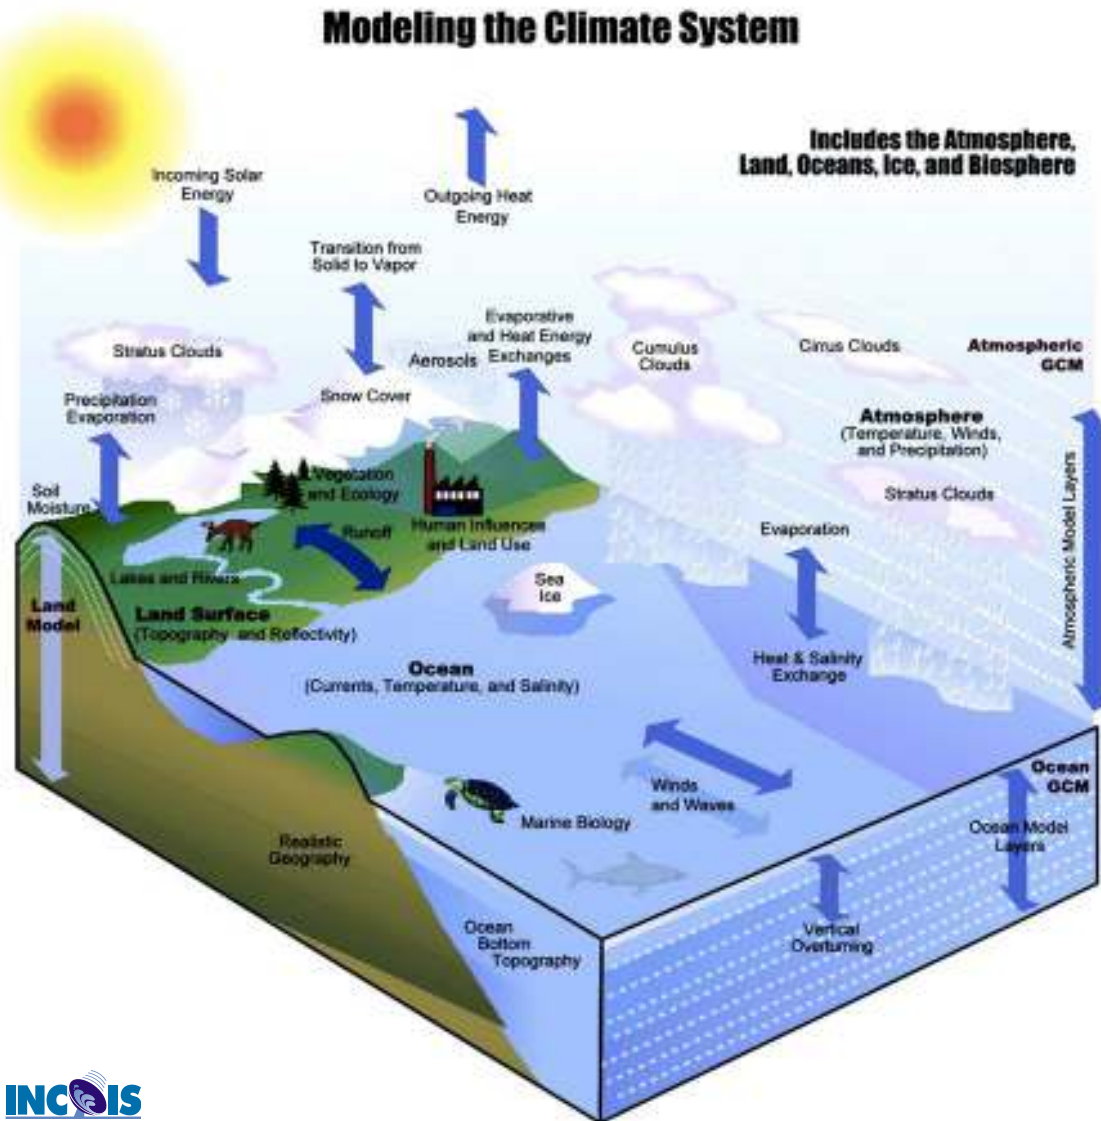 Modeling the Climate System
Includes the Atmosphere,
Land, Oceans, Ice, and Biosphere
Incoming Solar
Energy
Outgoing Heat
Energy
Transition from
Solid to Vapor
Evaporative
and Heat Energy
Exchanges
Stratus Clouds
Aerosols
Cumulus
Clouds
Cirrus Clouds
Atmospheric
GCM
Precipitation
Evaporation
Snow Cover
Atmosphere
(Temperature, Winds,
and Precipitation)
Stratus Clouds
Atmospheric Model Layers
Soil
Moisture
Vegetation
and Ecology
Runoff
Human Influences
and Land Use
Evaporation
Lakes and Rivers
Sea
Ice
Land
Model
Land Surface
(Topography and Reflectivity)
Ocean
(Currents, Temperature, and Salinity)
Heat & Salinity
Exchange
Winds
and Waves
Ocean
GCM
Marine Biology
Ocean Model
Layers
Realistic
Geography
Ocean
Bottom
Topography
Vertical
Overturning
INCOIS